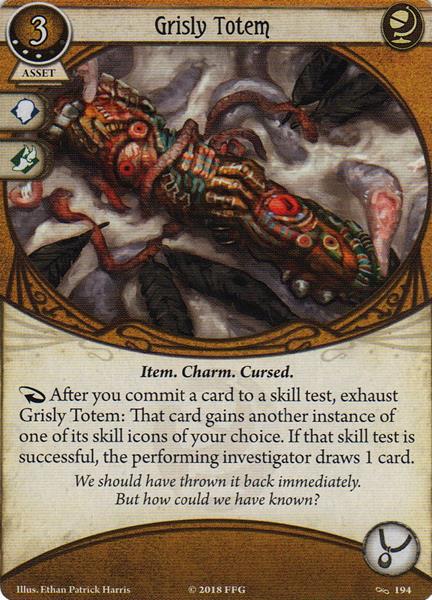 Grisly Totem
3
ASSET
Item. Charm. Cursed.
After you commit a card to a skill test, exhaust
Grisly Totem: That card gains another instance of
one of its skill icons of your choice. If that skill test is
successful, the performing investigator draws 1 card.
We should have thrown it back immediately.
But how could we have known?
Illus. Ethan Patrick Harris
© 2018 FFG
194